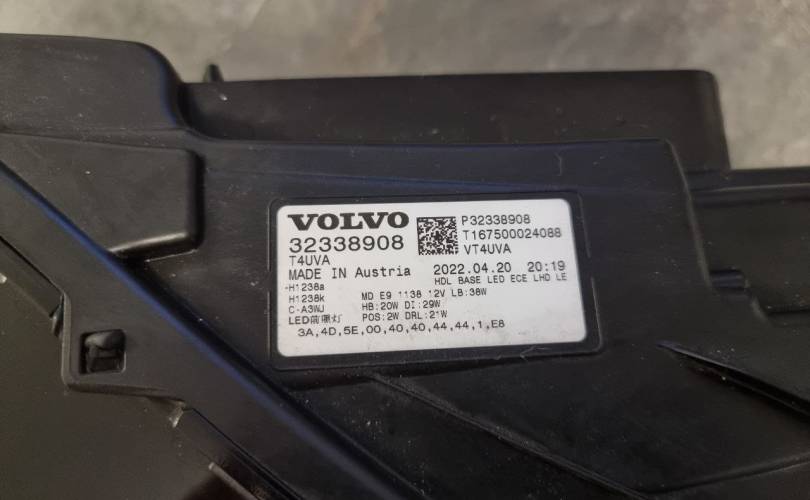 VOLVO
32338908
T4UVA
MADE IN Austria
P32338908
T167500024088
VT4UVA
2022.04.20 20:19
HDL BASE LED ECE LHD LE
-H1238a
H1238k
C-A3WJ
LED前照灯
MD E9 1138 12V LB:38W
HB:20W DI:29W
POS:2W DRL:21W
3A,4D,5E,00,40,40,44,44,1,E8